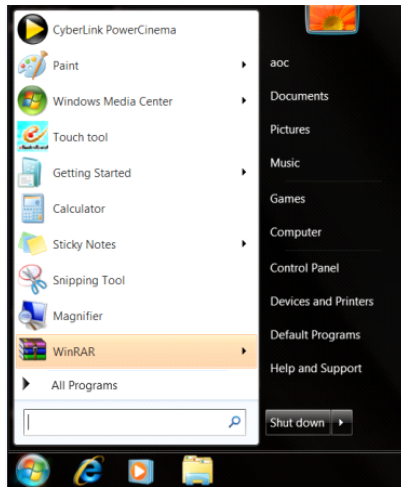 CyberLink PowerCinema
Paint
Windows Media Center
Touch tool
Getting Started
Calculator
Sticky Notes
Snipping Tool
Magnifier
WinRAR
All Programs
aoc
Documents
Pictures
Music
Games
Computer
Control Panel
Devices and Printers
Default Programs
Help and Support
Shut down